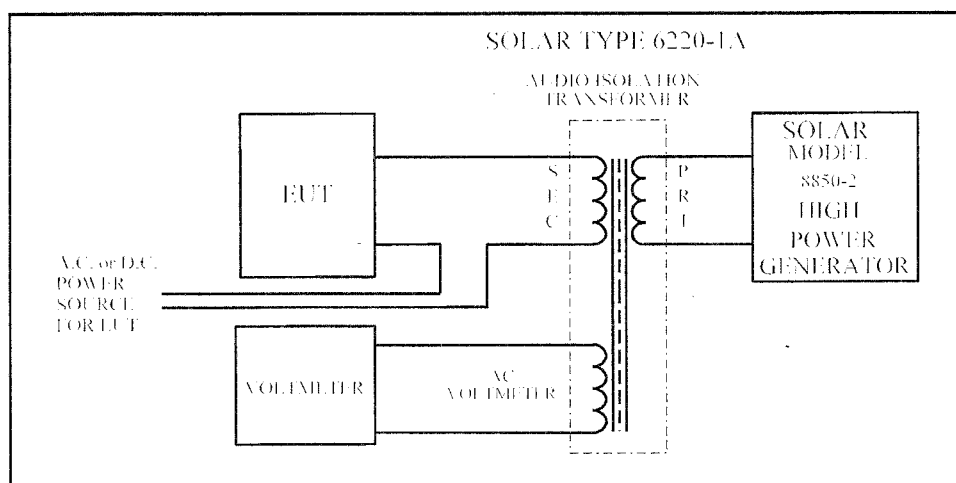 SOLAR TYPE 6220-1A
AUDIO ISOLATION
TRANSFORMER
EUT
S
E
C
P
R
I
SOLAR
MODEL
8850-2
HIGH
POWER
GENERATOR
A.C. or D.C.
POWER
SOURCE
FOR EUT
VOLTMETER
AC
VOLTMETER